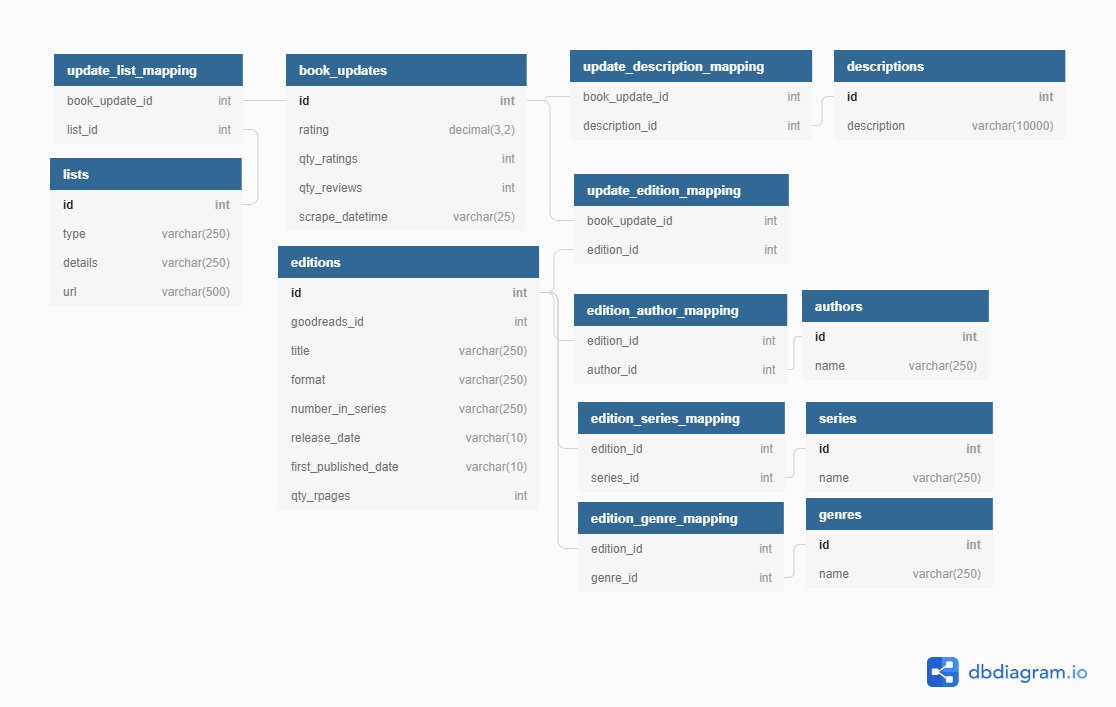 update_list_mapping
book_update_id int
list_id int
lists
id int
type varchar(250)
details varchar(250)
url varchar(500)
book_updates
id int
rating decimal(3,2)
qty_ratings int
qty_reviews int
scrape_datetime varchar(25)
editions
id int
goodreads_id int
title varchar(250)
format varchar(250)
number_in_series varchar(250)
release_date varchar(10)
first_published_date varchar(10)
qty_rpages int
update_description_mapping
book_update_id int
description_id int
descriptions
id int
description varchar(10000)
update_edition_mapping
book_update_id int
edition_id int
edition_author_mapping
edition_id int
author_id int
authors
id int
name varchar(250)
edition_series_mapping
edition_id int
series_id int
series
id int
name varchar(250)
edition_genre_mapping
edition_id int
genre_id int
genres
id int
name varchar(250)
dbdiagram.io